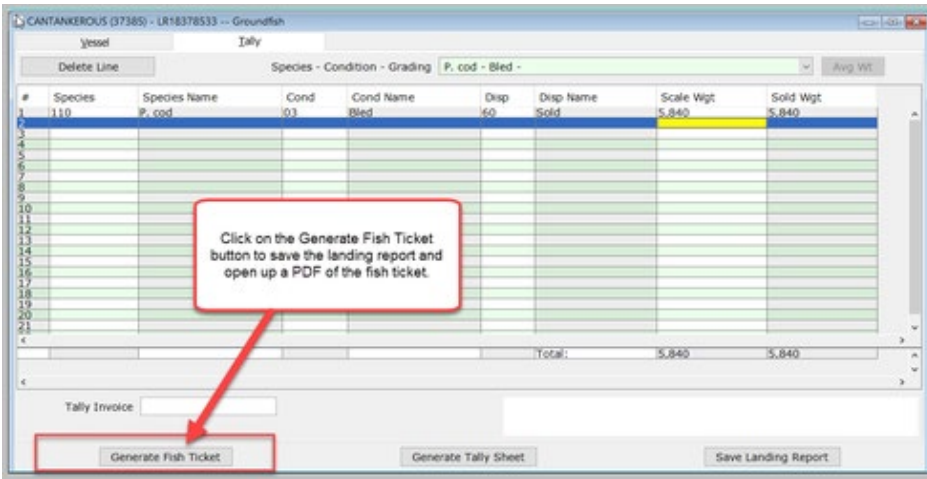 CANTANKEROUS (37385) - LR18378533 -- Groundfish
Vessel Tally
Delete Line Species - Condition - Grading P. cod - Bled - Avg Wt
# Species Species Name Cond Cond Name Disp Disp Name Scale Wgt Sold Wgt
1 110 P. cod 03 Bled 60 Sold 5,840 5,840
2
3
4
5
6
7
8
9
10
11
12
13
14
15
16
17
18
19
20
21
Click on the Generate Fish Ticket
button to save the landing report and
open up a PDF of the fish ticket.
Total: 5,840 5,840
Tally Invoice
Generate Fish Ticket Generate Tally Sheet Save Landing Report